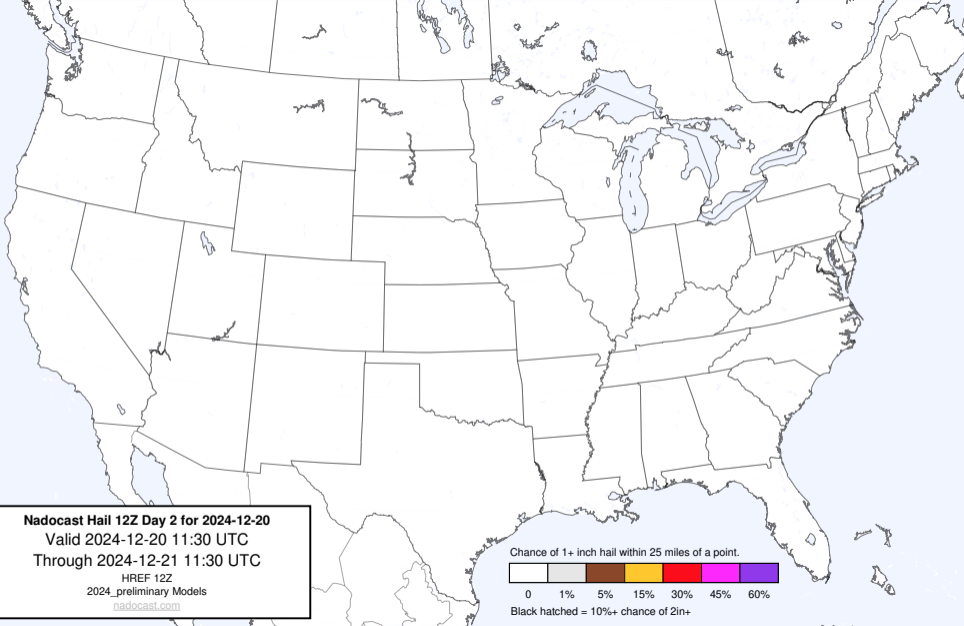 Nadocast Hail 12Z Day 2 for 2024-12-20
Valid 2024-12-20 11:30 UTC
Through 2024-12-21 11:30 UTC
HREF 12Z
2024_preliminary Models
nadocast.com
Chance of 1+ inch hail within 25 miles of a point.
0 1% 5% 15% 30% 45% 60%
Black hatched = 10%+ chance of 2in+